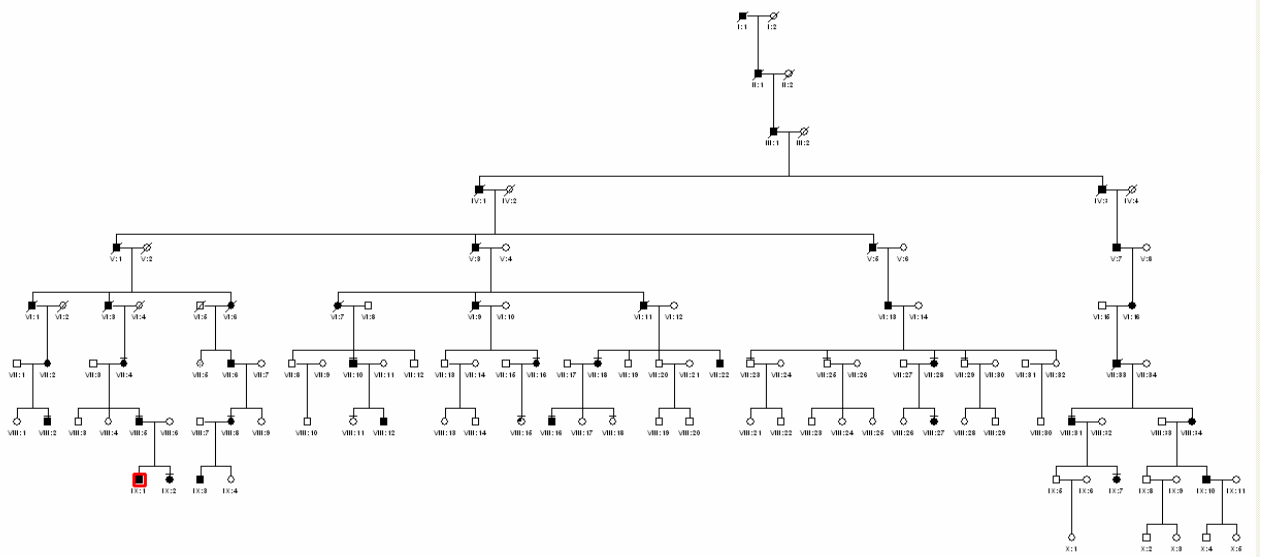 I:1 I:2
II:1 II:2
III:1 III:2
IV:1 IV:2 IV:3 IV:4
V:1 V:2 V:3 V:4 V:5 V:6 V:7 V:8
VI:1 VI:2 VI:3 VI:4 VI:5 VI:6 VI:7 VI:8 VI:9 VI:10 VI:11 VI:12 VI:13 VI:14 VI:15 VI:16
VII:1 VII:2 VII:3 VII:4 VII:5 VII:6 VII:7 VII:8 VII:9 VII:10 VII:11 VII:12 VII:13 VII:14 VII:15 VII:16 VII:17 VII:18 VII:19 VII:20 VII:21 VII:22 VII:23 VII:24 VII:25 VII:26 VII:27 VII:28 VII:29 VII:30 VII:31 VII:32 VII:33 VII:34
VIII:1 VIII:2 VIII:3 VIII:4 VIII:5 VIII:6 VIII:7 VIII:8 VIII:9 VIII:10 VIII:11 VIII:12 VIII:13 VIII:14 VIII:15 VIII:16 VIII:17 VIII:18 VIII:19 VIII:20 VIII:21 VIII:22 VIII:23 VIII:24 VIII:25 VIII:26 VIII:27 VIII:28 VIII:29 VIII:30 VIII:31 VIII:32 VIII:33 VIII:34
IX:1 IX:2 IX:3 IX:4 IX:5 IX:6 IX:7 IX:8 IX:9 IX:10 IX:11
X:1 X:2 X:3 X:4 X:5